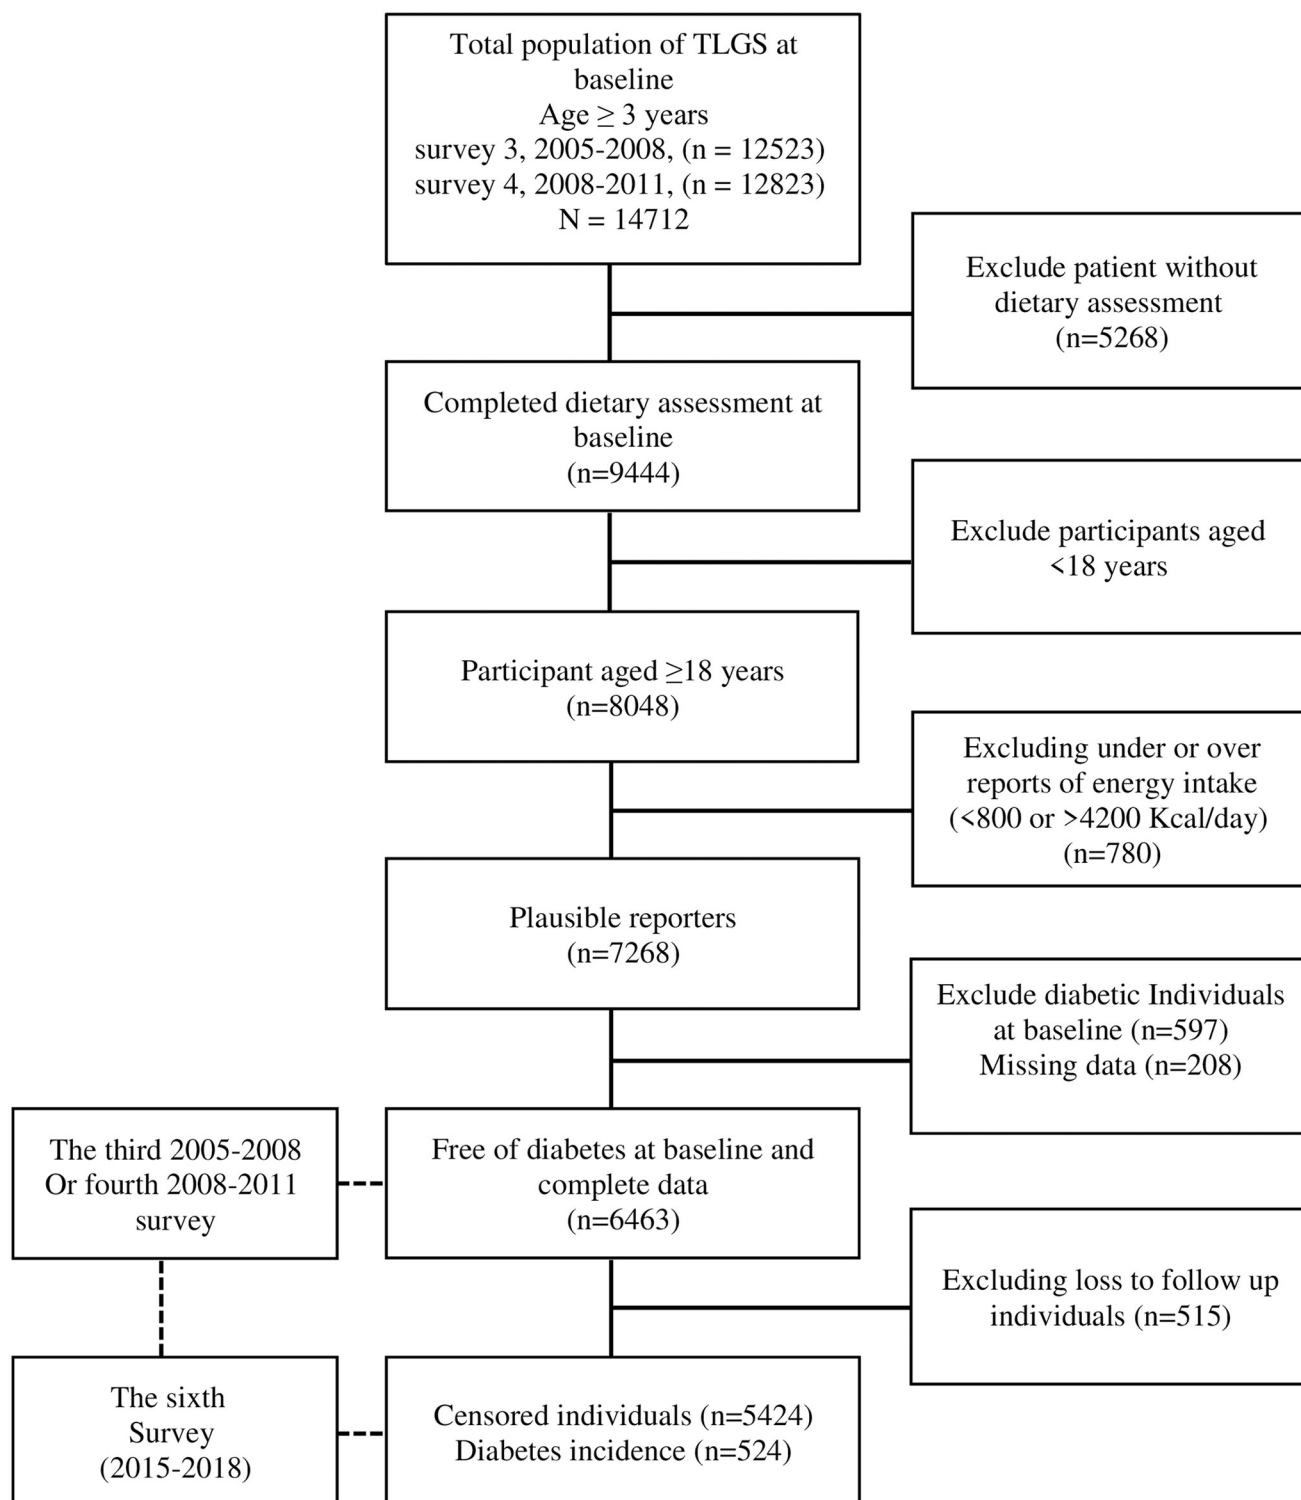 Total population of TLGS at
baseline
Age ≥ 3 years
survey 3, 2005-2008, (n = 12523)
survey 4, 2008-2011, (n = 12823)
N = 14712
Exclude patient without
dietary assessment
(n=5268)
Completed dietary assessment at
baseline
(n=9444)
Exclude participants aged
<18 years
Participant aged ≥18 years
(n=8048)
Excluding under or over
reports of energy intake
(<800 or >4200 Kcal/day)
(n=780)
Plausible reporters
(n=7268)
Exclude diabetic Individuals
at baseline (n=597)
Missing data (n=208)
The third 2005-2008
Or fourth 2008-2011
survey
Free of diabetes at baseline and
complete data
(n=6463)
Excluding loss to follow up
individuals (n=515)
The sixth
Survey
(2015-2018)
Censored individuals (n=5424)
Diabetes incidence (n=524)